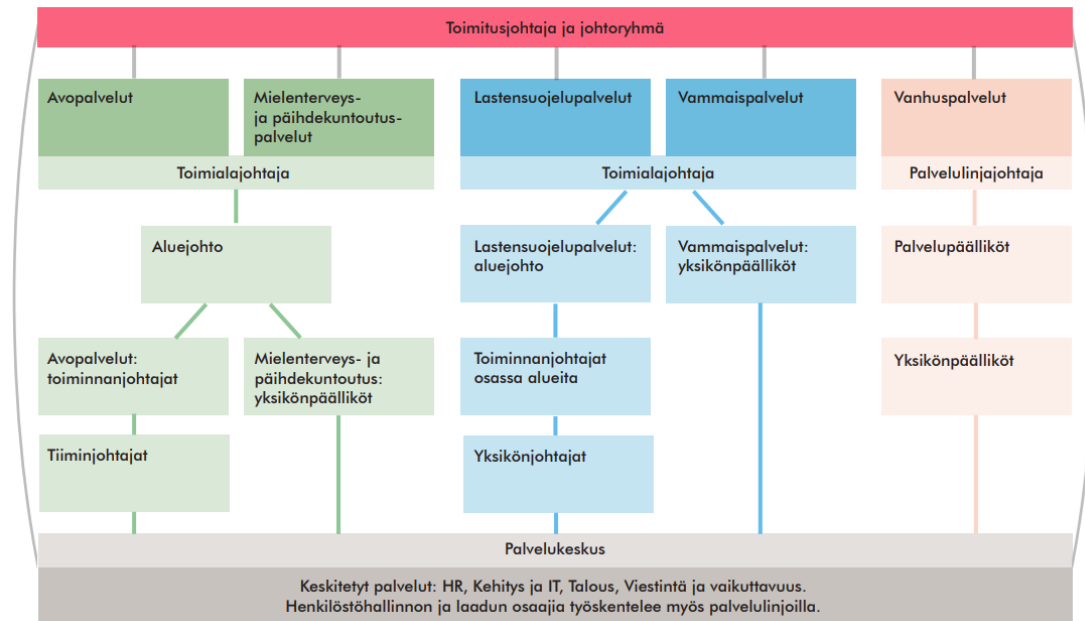 Toimitusjohtaja ja johtoryhmä
Avopalvelut
Mielenterveys-
ja päihdekuntoutus-
palvelut
Lastensuojelupalvelut
Vammaispalvelut
Vanhuspalvelut
Toimialajohtaja
Toimialajohtaja
Palvelulinjajohtaja
Aluejohto
Lastensuojelupalvelut:
aluejohto
Vammaispalvelut:
yksikönpäälliköt
Palvelupäälliköt
Avopalvelut:
toiminnanjohtajat
Mielenterveys- ja
päihdekuntoutus:
yksikönpäälliköt
Toiminnanjohtajat
osassa alueita
Yksikönpäälliköt
Tiiminjohtajat
Yksikönjohtajat
Palvelukeskus
Keskitetyt palvelut: HR, Kehitys ja IT, Talous, Viestintä ja vaikuttavuus.
Henkilöstöhallinnon ja laadun osaajia työskentelee myös palvelulinjoilla.